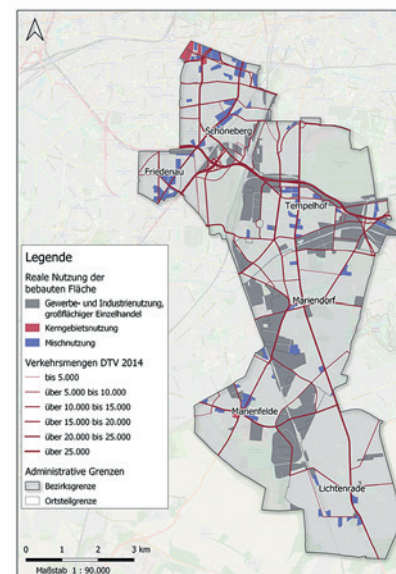 Schöneberg
Friedenau
Tempelhof
Mariendorf
Marienfelde
Lichtenrade
Legende
Reale Nutzung der
bebauten Fläche
Gewerbe- und Industrienutzung,
großflächiger Einzelhandel
Kerngebietsnutzung
Mischnutzung
Verkehrsmengen DTV 2014
bis 5.000
über 5.000 bis 10.000
über 10.000 bis 15.000
über 15.000 bis 20.000
über 20.000 bis 25.000
über 25.000
Administrative Grenzen
Bezirksgrenze
Ortsteilgrenze
0 1 2 3 km
Maßstab 1 : 90.000